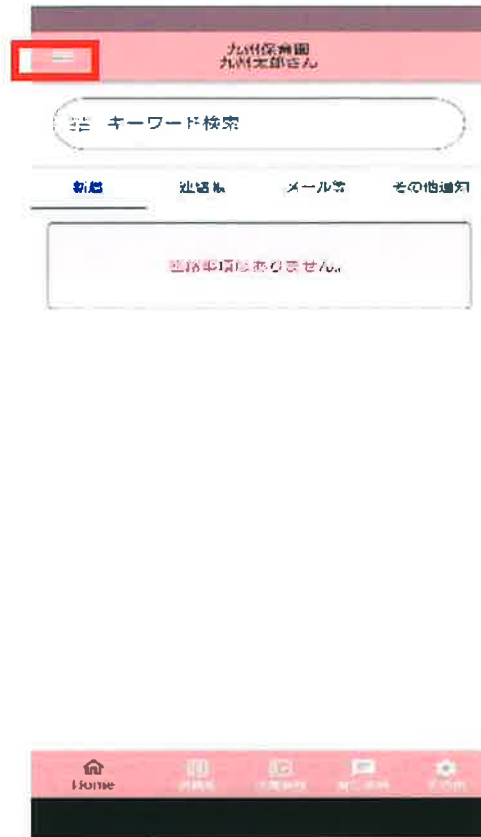 九州保育園
九州太郎さん
キーワード検索
新着
連絡帳
メール等
その他通知
連絡事項はありません。
Home